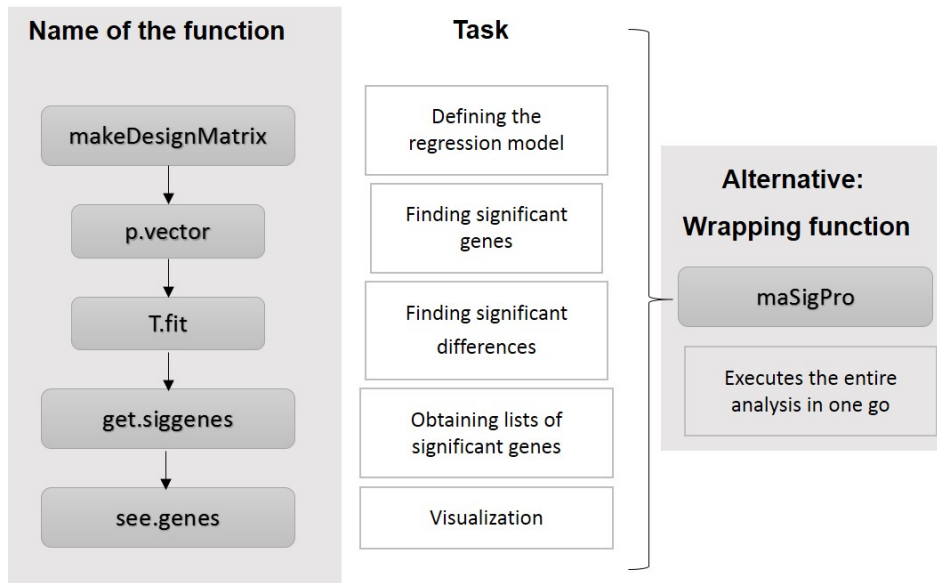 Name of the function
Task
makeDesignMatrix
Defining the
regression model
p.vector
Finding significant
genes
T.fit
Finding significant
differences
get.siggenes
Obtaining lists of
significant genes
see.genes
Visualization
Alternative:
Wrapping function
maSigPro
Executes the entire
analysis in one go